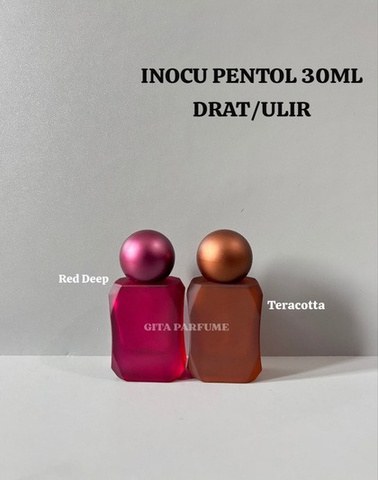 INOCU PENTOL 30ML
DRAT/ULIR
Red Deep
Teracotta
GITA PARFUME